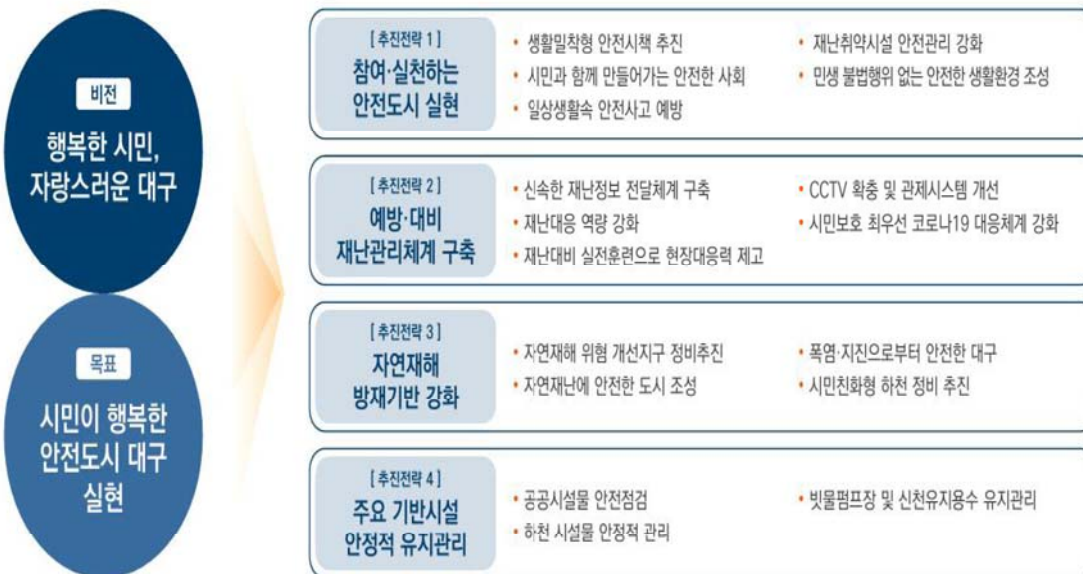 비전
행복한 시민,
자랑스러운 대구
목표
시민이 행복한
안전도시 대구
실현
[ 추진전략 1 ]
참여·실천하는
안전도시 실현
• 생활밀착형 안전시책 추진
• 시민과 함께 만들어가는 안전한 사회
• 일상생활속 안전사고 예방
• 재난취약시설 안전관리 강화
• 민생 불법행위 없는 안전한 생활환경 조성
[ 추진전략 2 ]
예방·대비
재난관리체계 구축
• 신속한 재난정보 전달체계 구축
• 재난대응 역량 강화
• 재난대비 실전훈련으로 현장대응력 제고
• CCTV 확충 및 관제시스템 개선
• 시민보호 최우선 코로나19 대응체계 강화
[ 추진전략 3 ]
자연재해
방재기반 강화
• 자연재해 위험 개선지구 정비추진
• 자연재난에 안전한 도시 조성
• 폭염·지진으로부터 안전한 대구
• 시민친화형 하천 정비 추진
[ 추진전략 4 ]
주요 기반시설
안정적 유지관리
• 공공시설물 안전점검
• 하천 시설물 안정적 관리
• 빗물펌프장 및 신천유지용수 유지관리